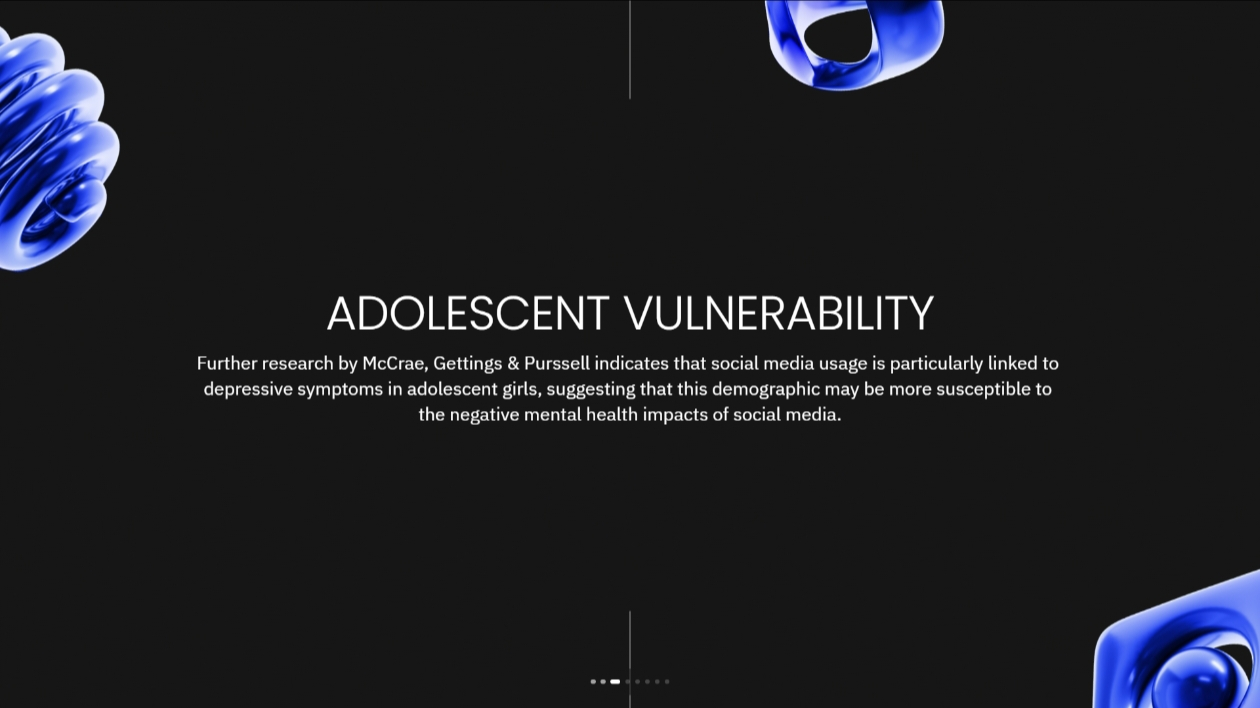 ADOLESCENT VULNERABILITY
Further research by McCrae, Gettings & Purssell indicates that social media usage is particularly linked to
depressive symptoms in adolescent girls, suggesting that this demographic may be more susceptible to
the negative mental health impacts of social media.